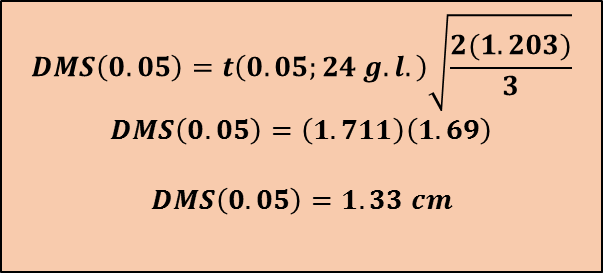 DMS(0.05) = t(0.05; 24 g.l.)√(2(1.203)/3)
DMS(0.05) = (1.711)(1.69)
DMS(0.05) = 1.33 cm